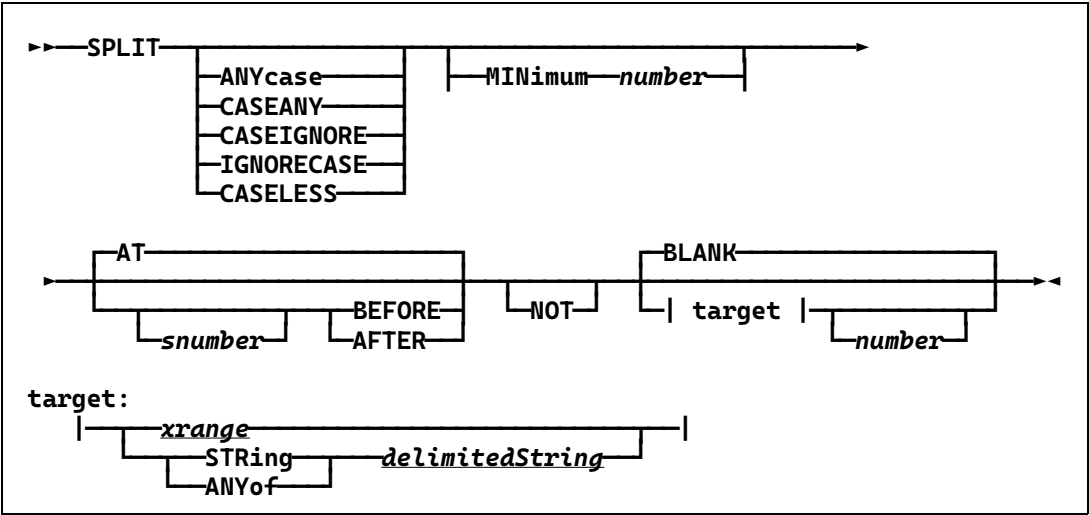 SPLIT
ANYcase MINimum number
CASEANY
CASEIGNORE
IGNORECASE
CASELESS
AT BLANK
BEFORE NOT target
snumber AFTER number
target:
xrange
STRing delimitedString
ANYof